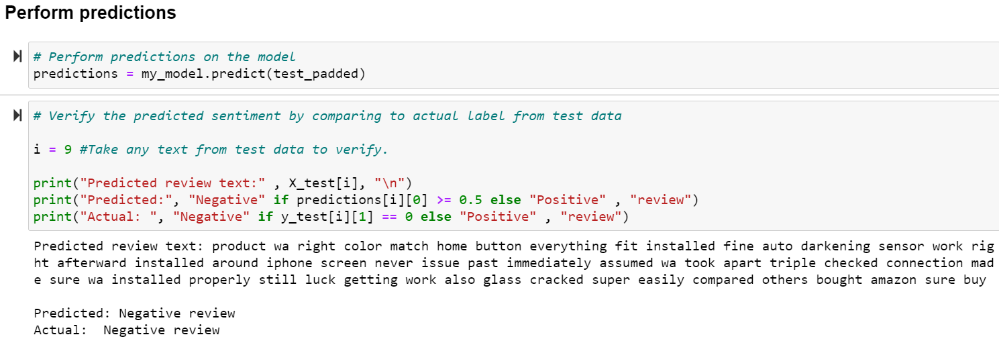 Perform predictions
# Perform predictions on the model
predictions = my_model.predict(test_padded)
# Verify the predicted sentiment by comparing to actual label from test data
i = 9 #Take any text from test data to verify.
print("Predicted review text:" , X_test[i], "\n")
print("Predicted:", "Negative" if predictions[i][0] >= 0.5 else "Positive" , "review")
print("Actual: ", "Negative" if y_test[i][1] == 0 else "Positive" , "review")
Predicted review text: product wa right color match home button everything fit installed fine auto darkening sensor work rig
ht afterward installed around iphone screen never issue past immediately assumed wa took apart triple checked connection mad
e sure wa installed properly still luck getting work also glass cracked super easily compared others bought amazon sure buy
Predicted: Negative review
Actual:  Negative review